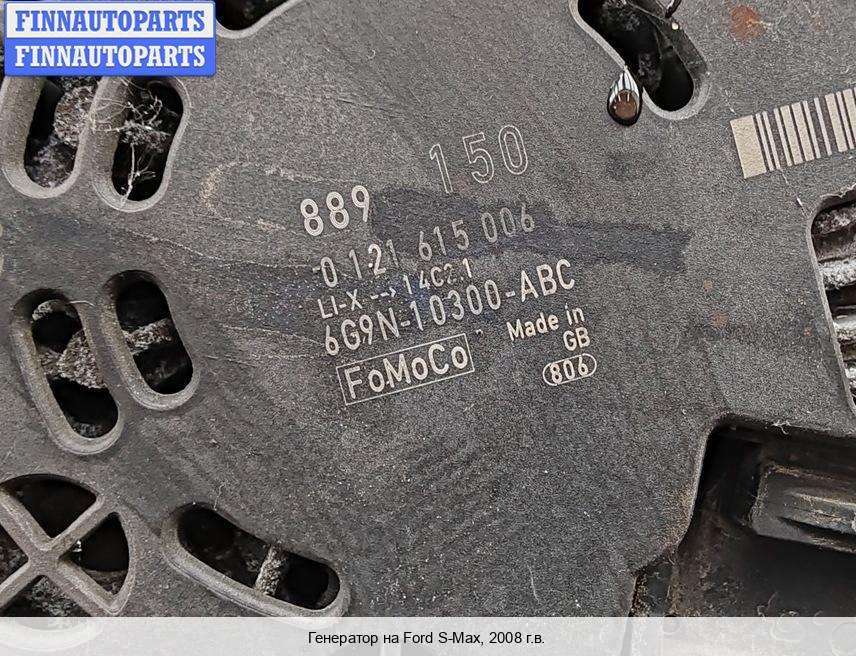 FINNAUTOPARTS
FINNAUTOPARTS
889 150
0 121 615 006
LI-X --> 14C2.1
6G9N-10300-ABC
FoMoCo
Made in
GB
806
Генератор на Ford S-Max, 2008 г.в.